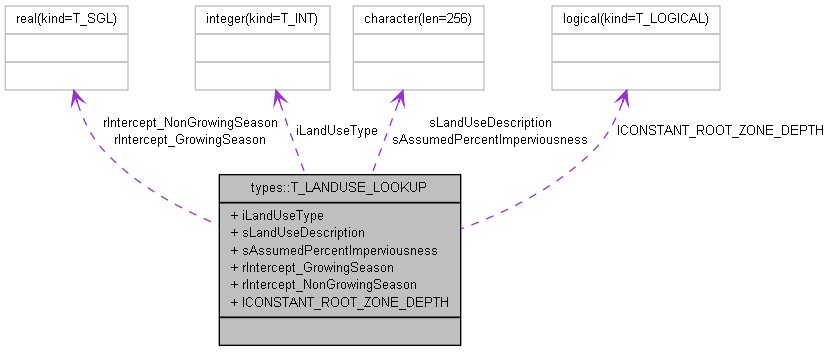 real(kind=T_SGL)
integer(kind=T_INT)
character(len=256)
logical(kind=T_LOGICAL)
rIntercept_NonGrowingSeason
rIntercept_GrowingSeason
iLandUseType
sLandUseDescription
sAssumedPercentImperviousness
lCONSTANT_ROOT_ZONE_DEPTH
types::T_LANDUSE_LOOKUP
+ iLandUseType
+ sLandUseDescription
+ sAssumedPercentImperviousness
+ rIntercept_GrowingSeason
+ rIntercept_NonGrowingSeason
+ lCONSTANT_ROOT_ZONE_DEPTH